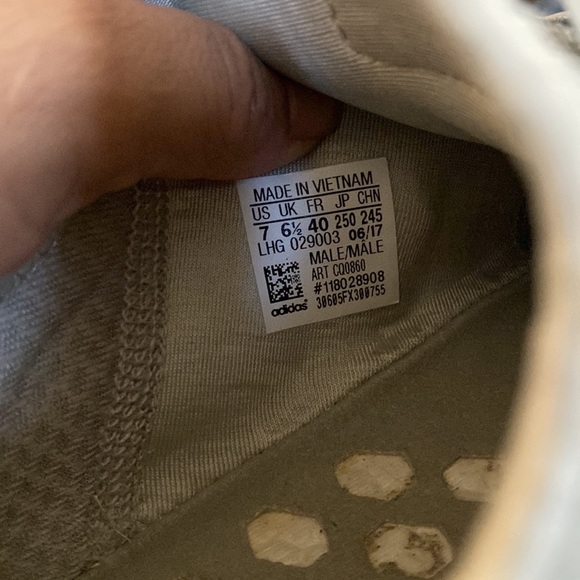 MADE IN VIETNAM
US UK FR JP CHN
7 6½ 40 250 245
LHG 029003 06/17
MALE/MÂLE
ART CQ0860
#118028908
30605FX300755
adidas